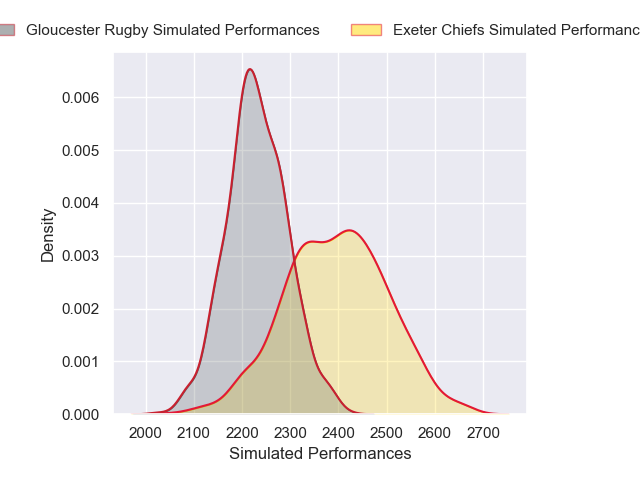 Gloucester Rugby Simulated Performances
Exeter Chiefs Simulated Performanc
0.006
0.005
0.004
0.003
0.002
0.001
0.000
Density
2000 2100 2200 2300 2400 2500 2600 2700
Simulated Performances